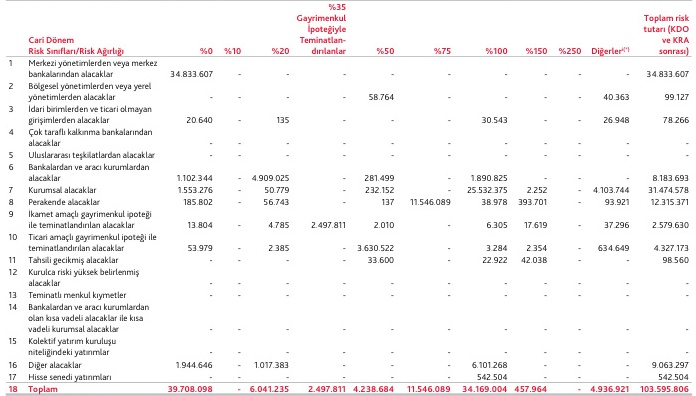 %35
Gayrimenkul
İpoteğiyle
Teminatlan-
dırılanlar
Toplam risk
tutarı (KDO
ve KRA
sonrası)
Cari Dönem
Risk Sınıfları/Risk Ağırlığı %0 %10 %20 %50 %75 %100 %150 %250 Diğerler(*)
1 Merkezi yönetimlerden veya merkez
bankalarından alacaklar 34.833.607 - - - - - - - - - 34.833.607
2 Bölgesel yönetimlerden veya yerel
yönetimlerden alacaklar - - - - 58.764 - - - - 40.363 99.127
3 İdari birimlerden ve ticari olmayan
girişimlerden alacaklar 20.640 - 135 - - - 30.543 - - 26.948 78.266
4 Çok taraflı kalkınma bankalarından
alacaklar - - - - - - - - - - -
5 Uluslararası teşkilatlardan alacaklar - - - - - - - - - - -
6 Bankalardan ve aracı kurumlardan
alacaklar 1.102.344 - 4.909.025 - 281.499 - 1.890.825 - - - 8.183.693
7 Kurumsal alacaklar 1.553.276 - 50.779 - 232.152 - 25.532.375 2.252 - 4.103.744 31.474.578
8 Perakende alacaklar 185.802 - 56.743 - 137 11.546.089 38.978 393.701 - 93.921 12.315.371
9 İkamet amaçlı gayrimenkul ipoteği
ile teminatlandırılan alacaklar 13.804 - 4.785 2.497.811 2.010 - 6.305 17.619 - 37.296 2.579.630
10 Ticari amaçlı gayrimenkul ipoteği ile
teminatlandırılan alacaklar 53.979 - 2.385 - 3.630.522 - 3.284 2.354 - 634.649 4.327.173
11 Tahsili gecikmiş alacaklar - - - - 33.600 - 22.922 42.038 - - 98.560
12 Kurulca riski yüksek belirlenmiş
alacaklar - - - - - - - - - - -
13 Teminatlı menkul kıymetler - - - - - - - - - - -
14 Bankalardan ve aracı kurumlardan
olan kısa vadeli alacaklar ile kısa
vadeli kurumsal alacaklar - - - - - - - - - - -
15 Kolektif yatırım kuruluşu
niteliğindeki yatırımlar - - - - - - - - - - -
16 Diğer alacaklar 1.944.646 - 1.017.383 - - - 6.101.268 - - - 9.063.297
17 Hisse senedi yatırımları - - - - - - 542.504 - - - 542.504
18 Toplam 39.708.098 - 6.041.235 2.497.811 4.238.684 11.546.089 34.169.004 457.964 - 4.936.921 103.595.806